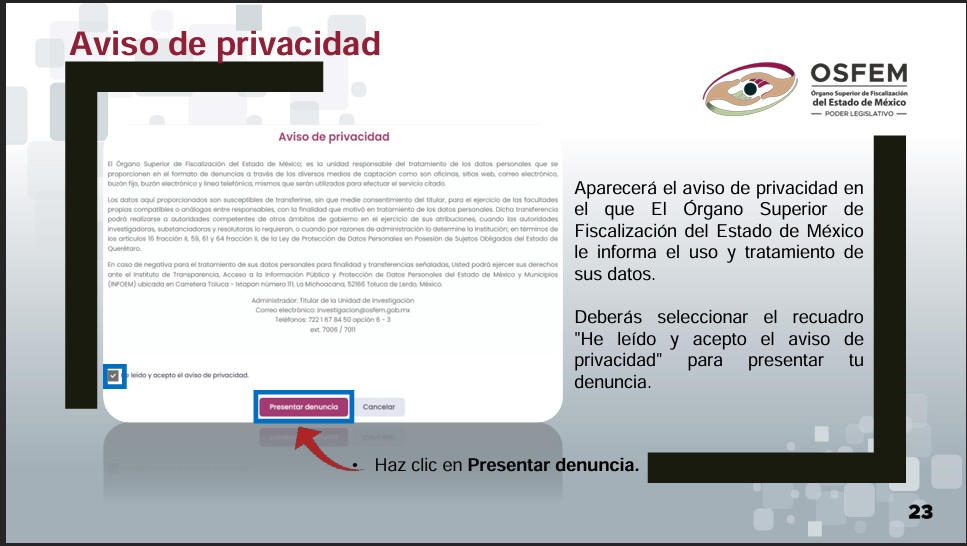 Aviso de privacidad
OSFEM
Órgano Superior de Fiscalización
del Estado de México
PODER LEGISLATIVO
Aviso de privacidad
El Órgano Superior de Fiscalización del Estado de México; es la unidad responsable del tratamiento de los datos personales que se
proporcionen en el formato de denuncias a través de los diversos medios de captación como son oficinas, sitios web, correo electrónico,
buzón fijo, buzón electrónico y línea telefónica, mismos que serán utilizados para efectuar el servicio citado.
Los datos aquí proporcionados son susceptibles de transferirse, sin que medie consentimiento del titular, para el ejercicio de las facultades
propias compatibles o análogas entre responsables, con la finalidad que motivó en tratamiento de los datos personales. Dicha transferencia
podrá realizarse a autoridades competentes de otros ámbitos de gobierno en el ejercicio de sus atribuciones, cuando las autoridades
investigadoras, substanciadoras y resolutoras lo requieran, o cuando por razones de administración lo determine la Institución; en términos de
los artículos 16 fracción II, 59, 61 y 64 fracción II, de la Ley de Protección de Datos Personales en Posesión de Sujetos Obligados del Estado de
Querétaro.
En caso de negativa para el tratamiento de sus datos personales para finalidad y transferencias señaladas, Usted podrá ejercer sus derechos
ante el Instituto de Transparencia, Acceso a la Información Pública y Protección de Datos Personales del Estado de México y Municipios
(INFOEM) ubicada en Carretera Toluca - Ixtapan número 111, La Michoacana, 52166 Toluca de Lerdo, México.
Administrador: Titular de la Unidad de Investigación
Correo electrónico: investigacion@osfem.gob.mx
Teléfonos: 722 1 67 84 50 opción 6 - 3
ext. 7006 / 7011
e leído y acepto el aviso de privacidad.
Presentar denuncia
Cancelar
Aparecerá el aviso de privacidad en
el que El Órgano Superior de
Fiscalización del Estado de México
le informa el uso y tratamiento de
sus datos.
Deberás seleccionar el recuadro
"He leído y acepto el aviso de
privacidad" para presentar tu
denuncia.
• Haz clic en Presentar denuncia.
23